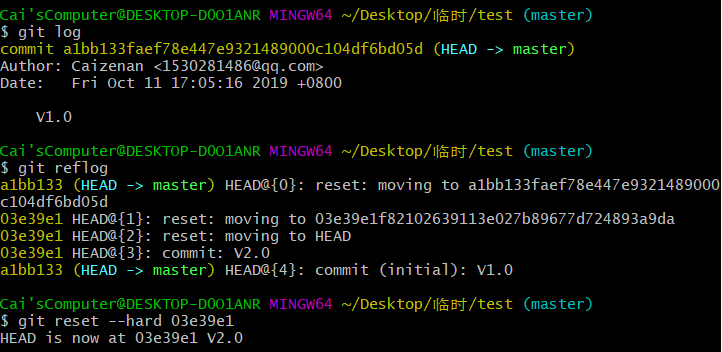 Cai'sComputer@DESKTOP-DO01ANR MINGW64 ~/Desktop/临时/test (master)
$ git log
commit a1bb133faef78e447e9321489000c104df6bd05d (HEAD -> master)
Author: Caizenan <1530281486@qq.com>
Date:   Fri Oct 11 17:05:16 2019 +0800
    V1.0
Cai'sComputer@DESKTOP-DO01ANR MINGW64 ~/Desktop/临时/test (master)
$ git reflog
a1bb133 (HEAD -> master) HEAD@{0}: reset: moving to a1bb133faef78e447e9321489000
c104df6bd05d
03e39e1 HEAD@{1}: reset: moving to 03e39e1f82102639113e027b89677d724893a9da
03e39e1 HEAD@{2}: reset: moving to HEAD
03e39e1 HEAD@{3}: commit: V2.0
a1bb133 (HEAD -> master) HEAD@{4}: commit (initial): V1.0
Cai'sComputer@DESKTOP-DO01ANR MINGW64 ~/Desktop/临时/test (master)
$ git reset --hard 03e39e1
HEAD is now at 03e39e1 V2.0